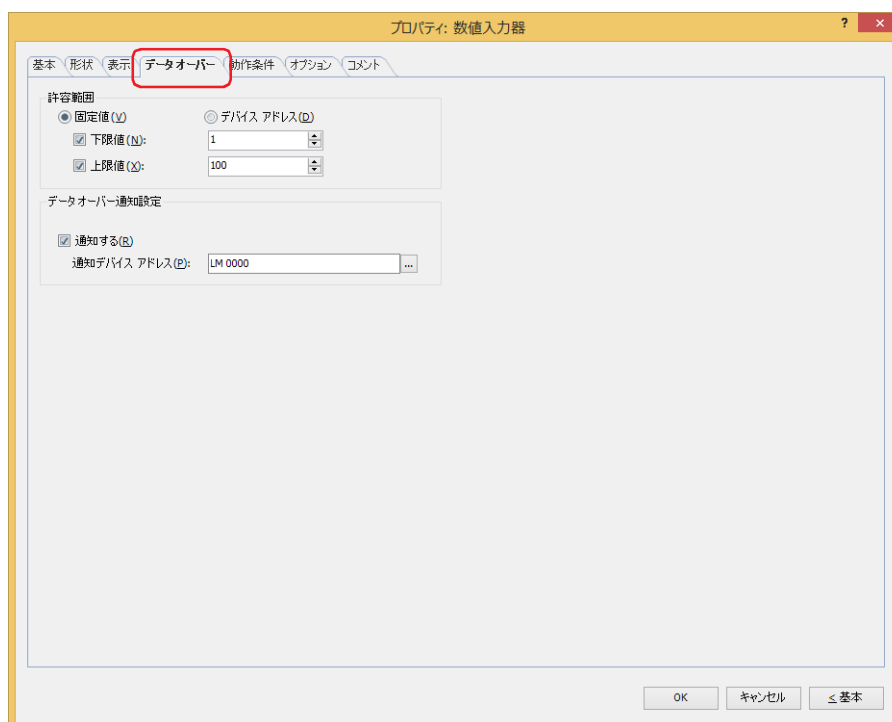 プロパティ: 数値入力器
? ×
基本 形状 表示 データオーバー 動作条件 オプション コメント
許容範囲
固定値(V) デバイス アドレス(D)
下限値(N): 1
上限値(X): 100
データオーバー通知設定
通知する(R)
通知デバイス アドレス(P): LM 0000 ...
OK キャンセル < 基本